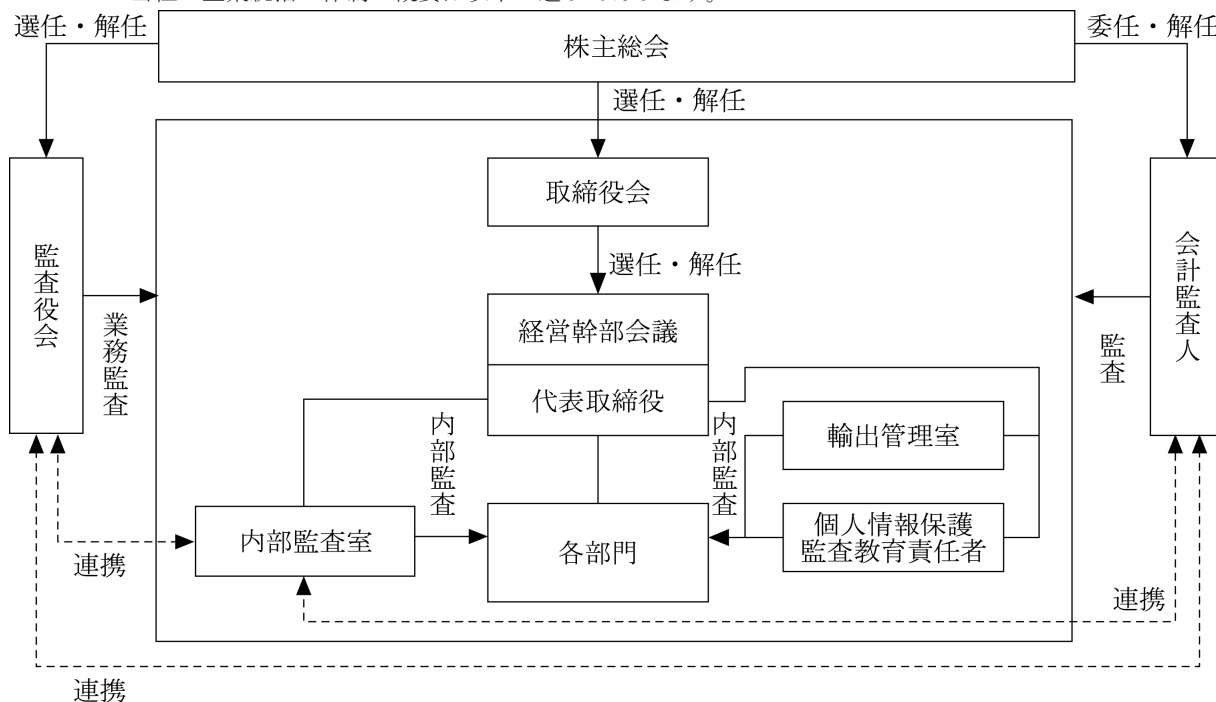 選任・解任
株主総会
委任・解任
選任・解任
取締役会
選任・解任
監査役会
業務監査
会計監査人
監査
経営幹部会議
代表取締役
内部監査
内部監査
輸出管理室
内部監査室
各部門
個人情報保護
監査教育責任者
連携
連携
連携